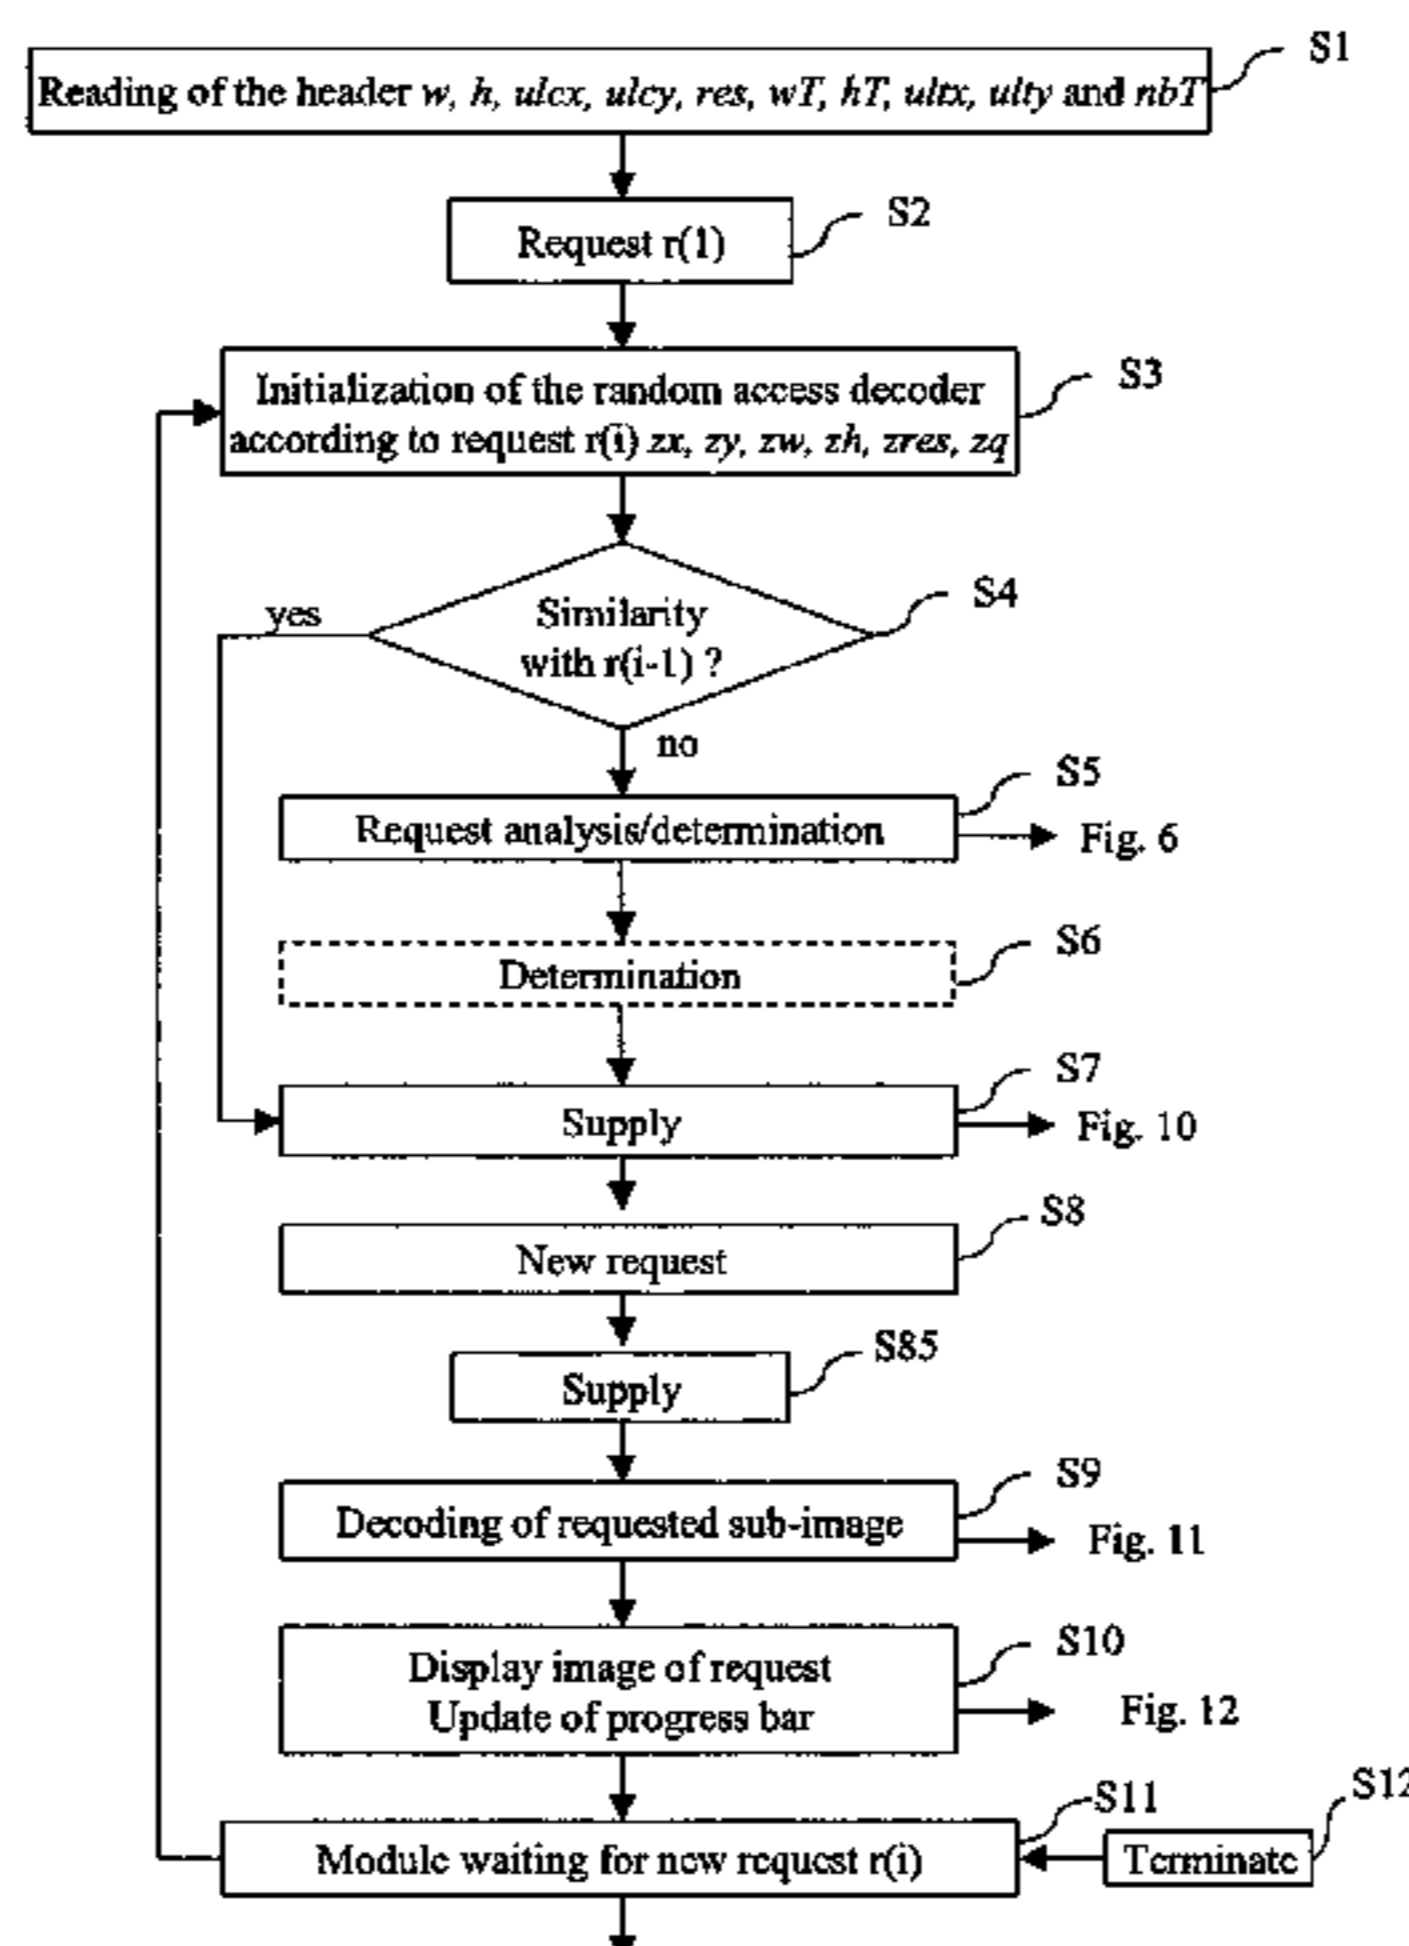 S1
Reading of the header w, h, ulcx, ulcy, res, wT, hT, ultx, ulty and nbT
S2
Request r(1)
S3
Initialization of the random access decoder
according to request r(i) zx, zy, zw, zh, zres, zq
S4
yes
Similarity
with r(i-1) ?
no
S5
Request analysis/determination
Fig. 6
S6
Determination
S7
Supply
Fig. 10
S8
New request
S85
Supply
S9
Decoding of requested sub-image
Fig. 11
S10
Display image of request
Update of progress bar
Fig. 12
S11
S12
Module waiting for new request r(i)
Terminate